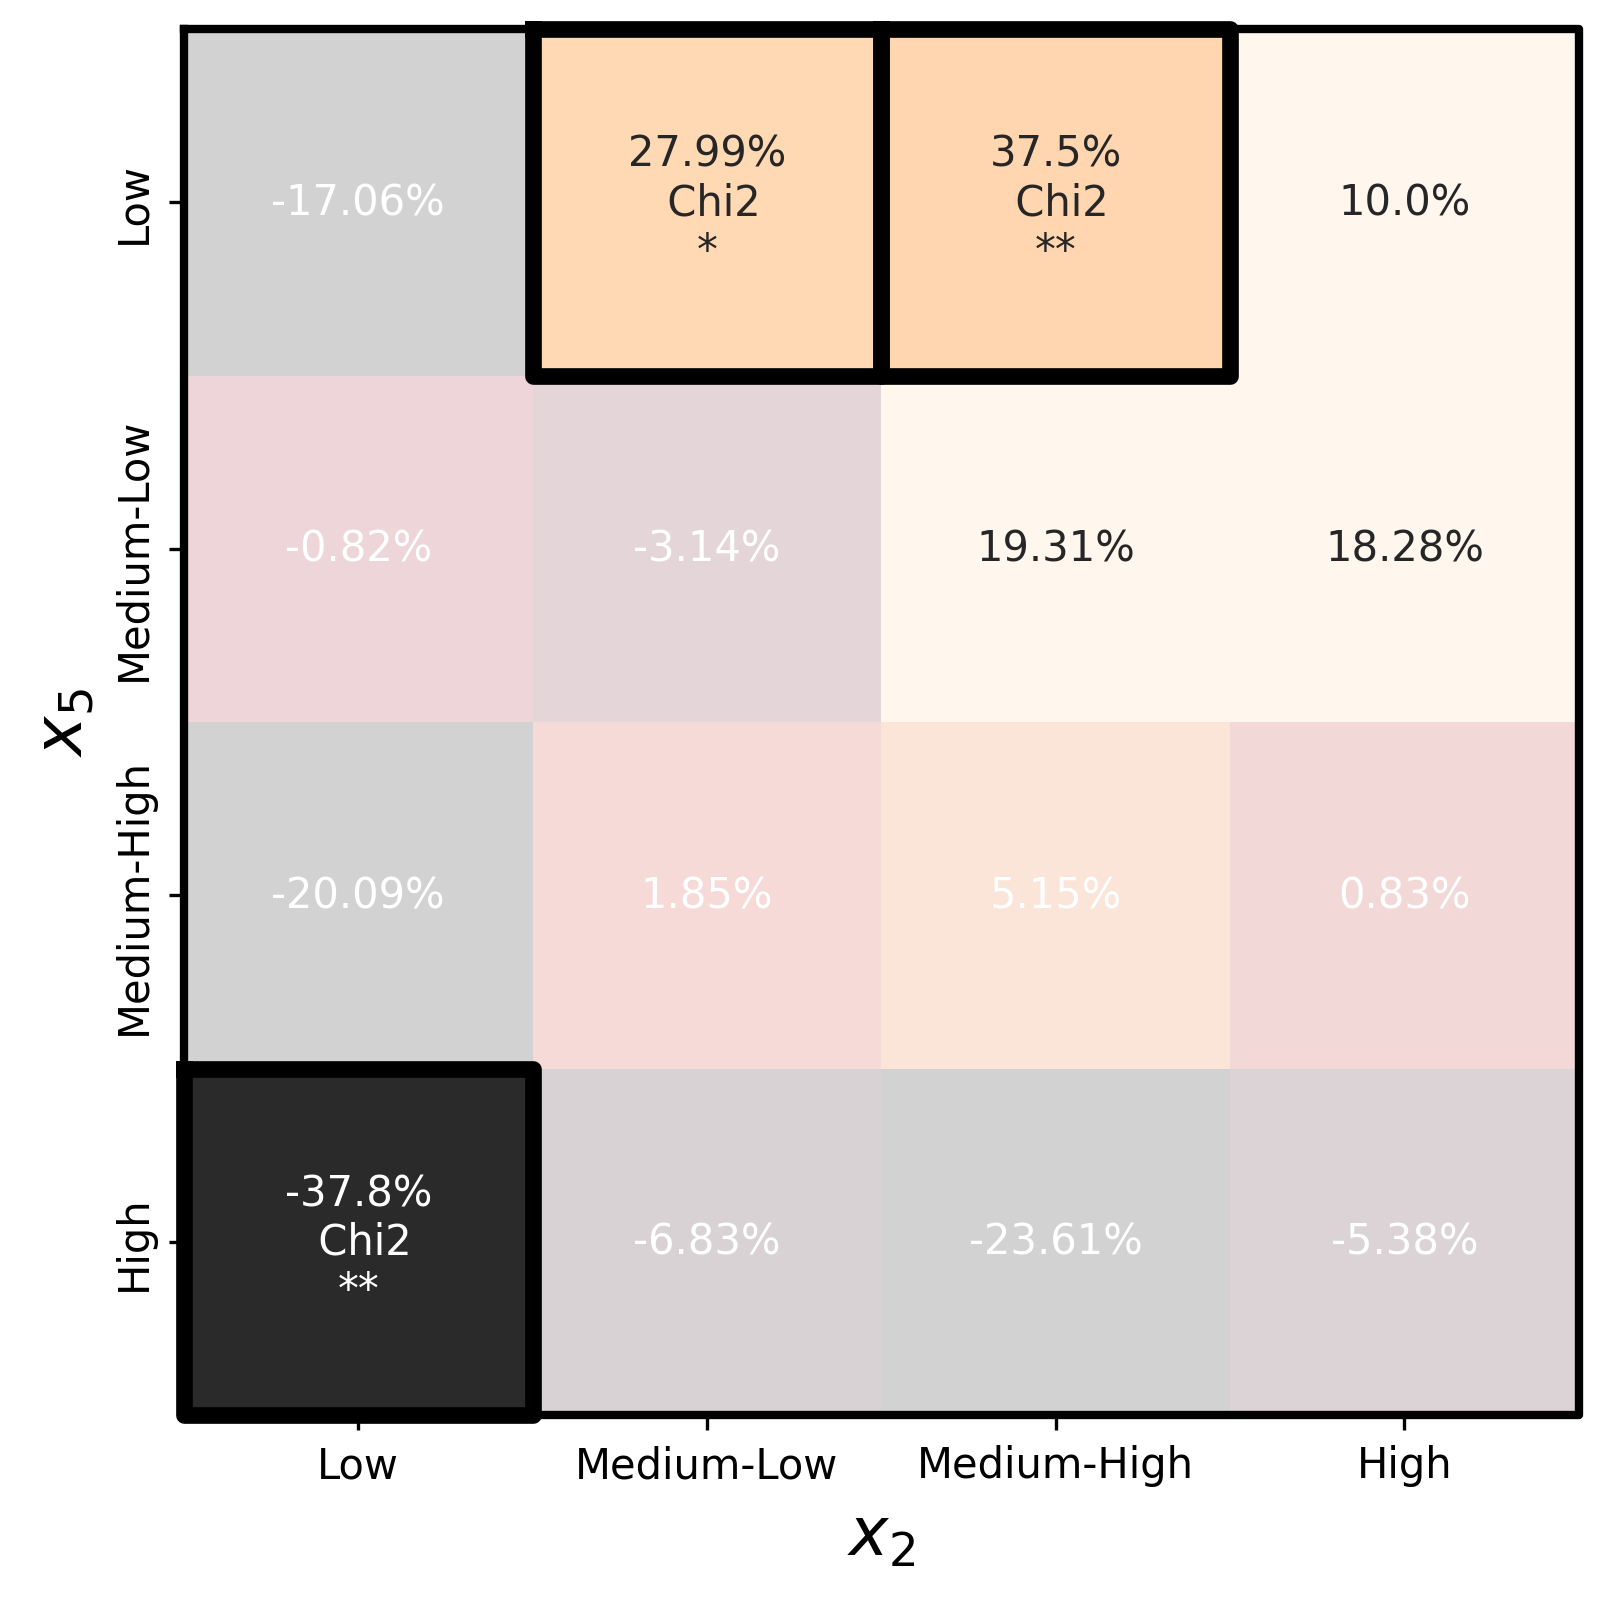 Low
-17.06%
27.99%
Chi2
*
37.5%
Chi2
**
10.0%
Medium-Low
-0.82%
-3.14%
19.31%
18.28%
Medium-High
-20.09%
1.85%
5.15%
0.83%
High
-37.8%
Chi2
**
-6.83%
-23.61%
-5.38%
x₅
Low
Medium-Low
Medium-High
High
x₂